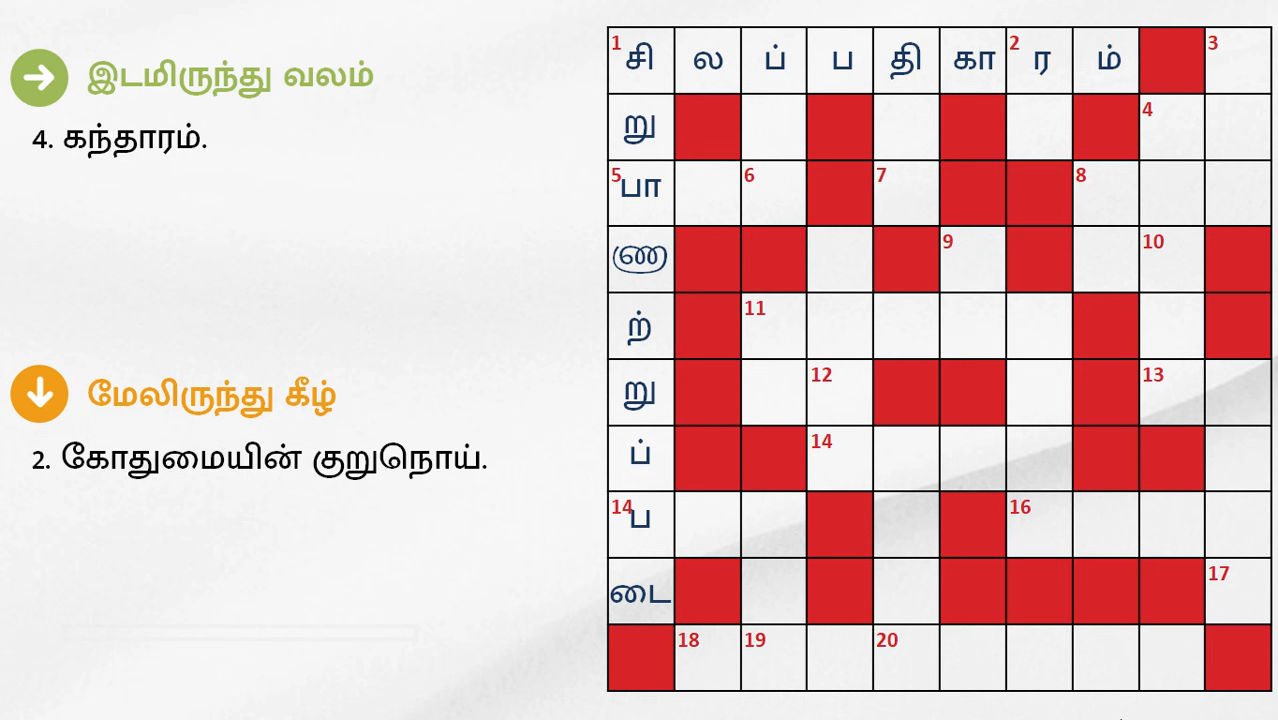 இடமிருந்து வலம்
4. கந்தாரம்.
மேலிருந்து கீழ்
2. கோதுமையின் குறுநொய்.
1 சி ல ப் ப தி கா 2 ர ம் 3
று 4
5 பா 6 7 8
ணா 9 10
ற் 11
று 12 13
ப் 14
14 ப 16
டை 17
18 19 20